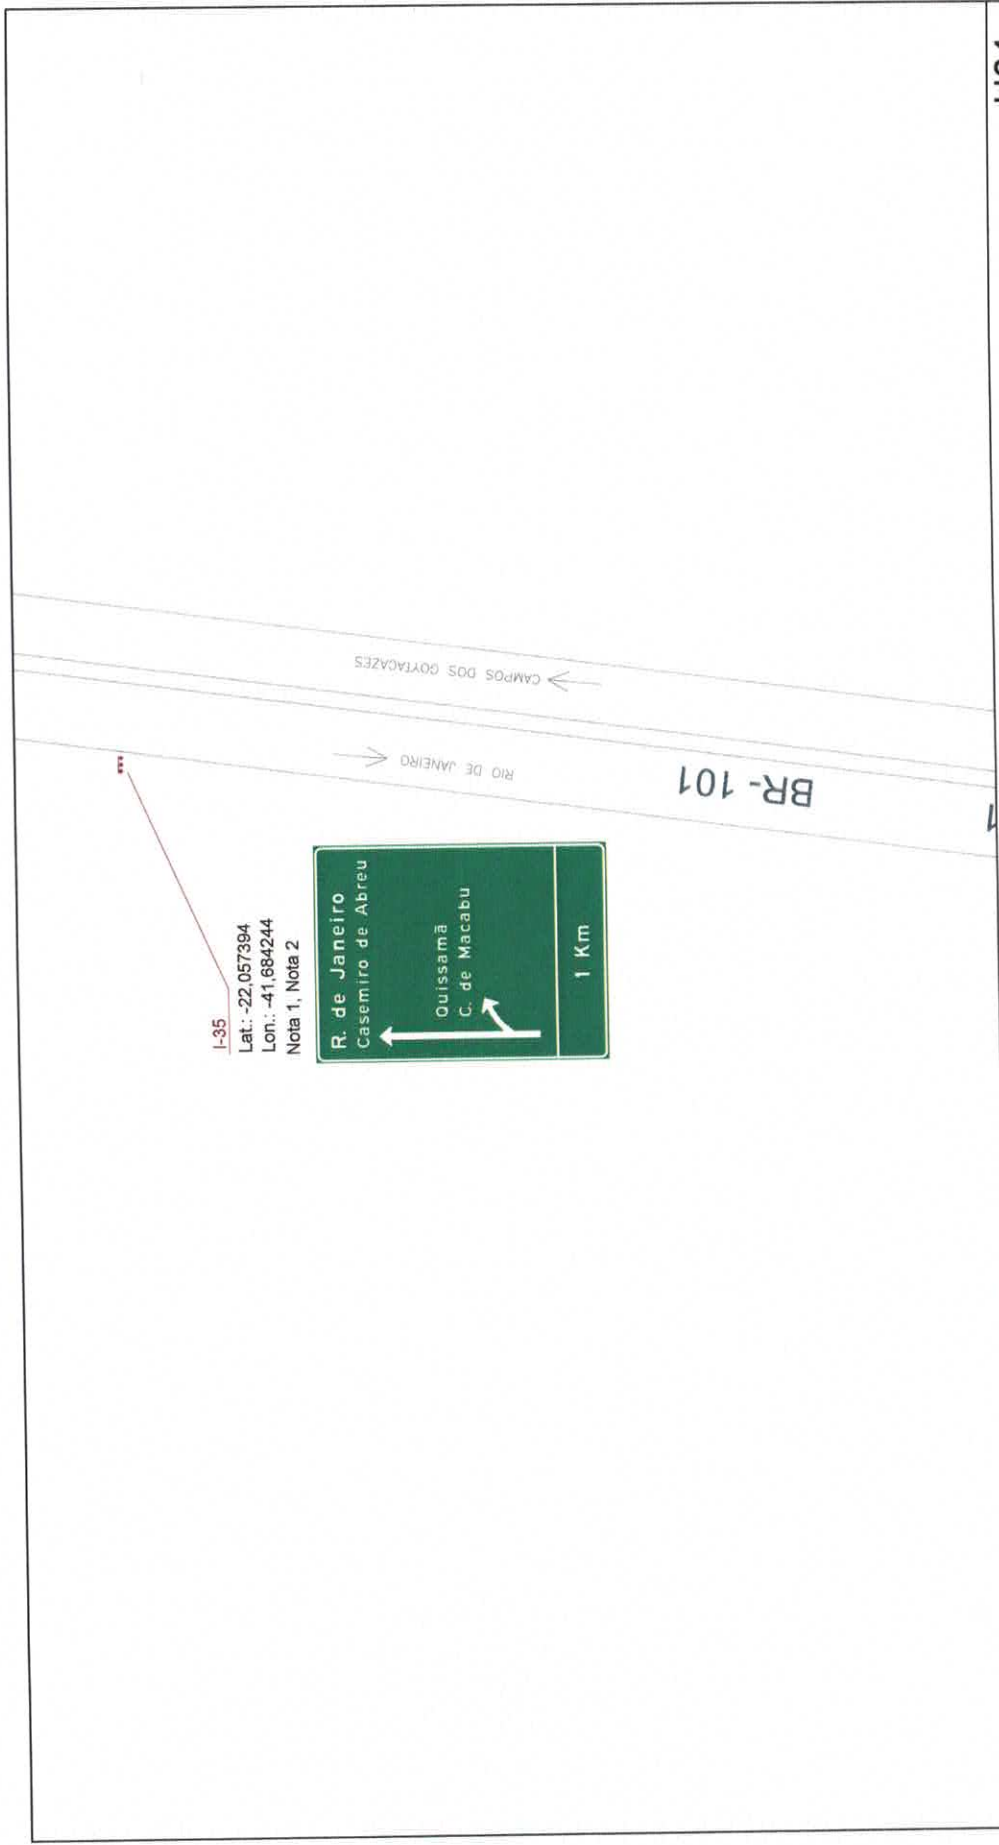 I-35
Lat.: -22,057394
Lon.: -41,684244
Nota 1, Nota 2
R. de Janeiro
Casemiro de Abreu
Quissamã
C. de Macabu
1 Km
CAMPOS DOS GOYTACAZES
RIO DE JANEIRO
BR- 101